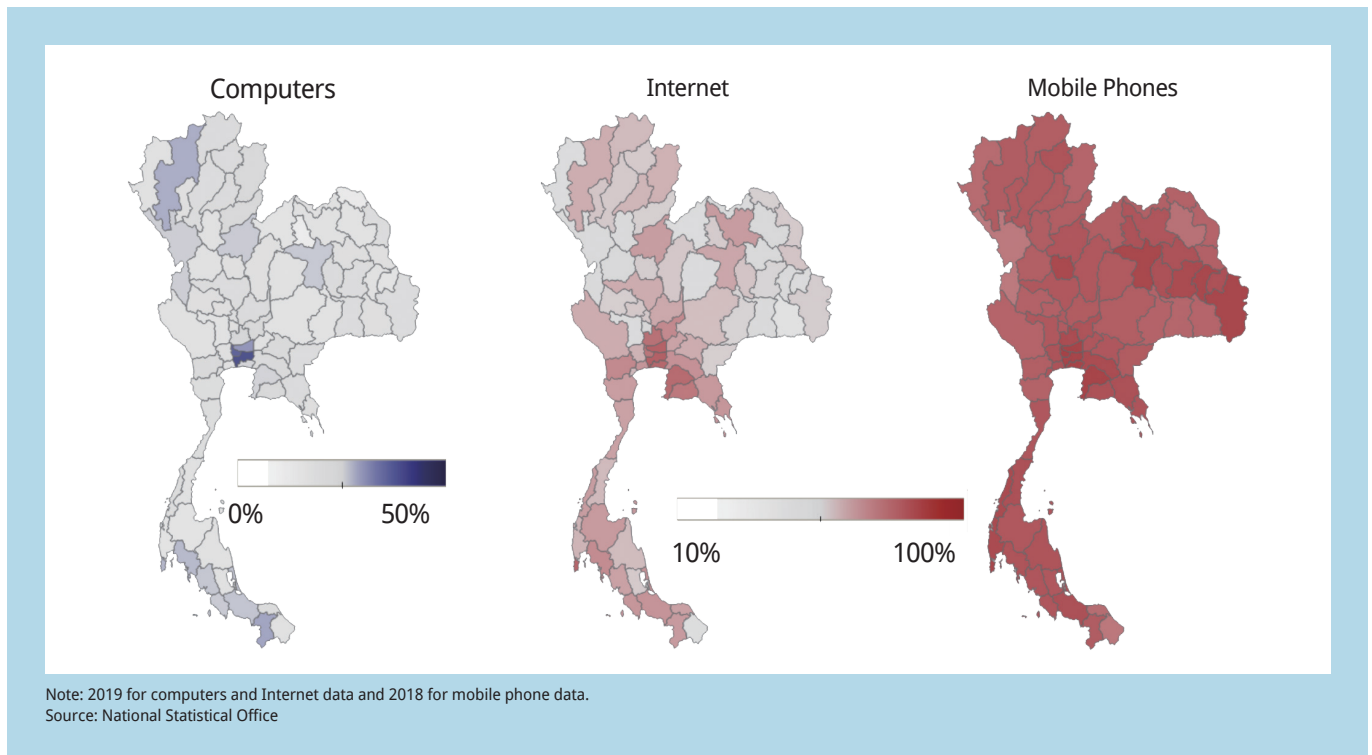 Computers
Internet
Mobile Phones
0%
50%
10%
100%
Note: 2019 for computers and Internet data and 2018 for mobile phone data.
Source: National Statistical Office